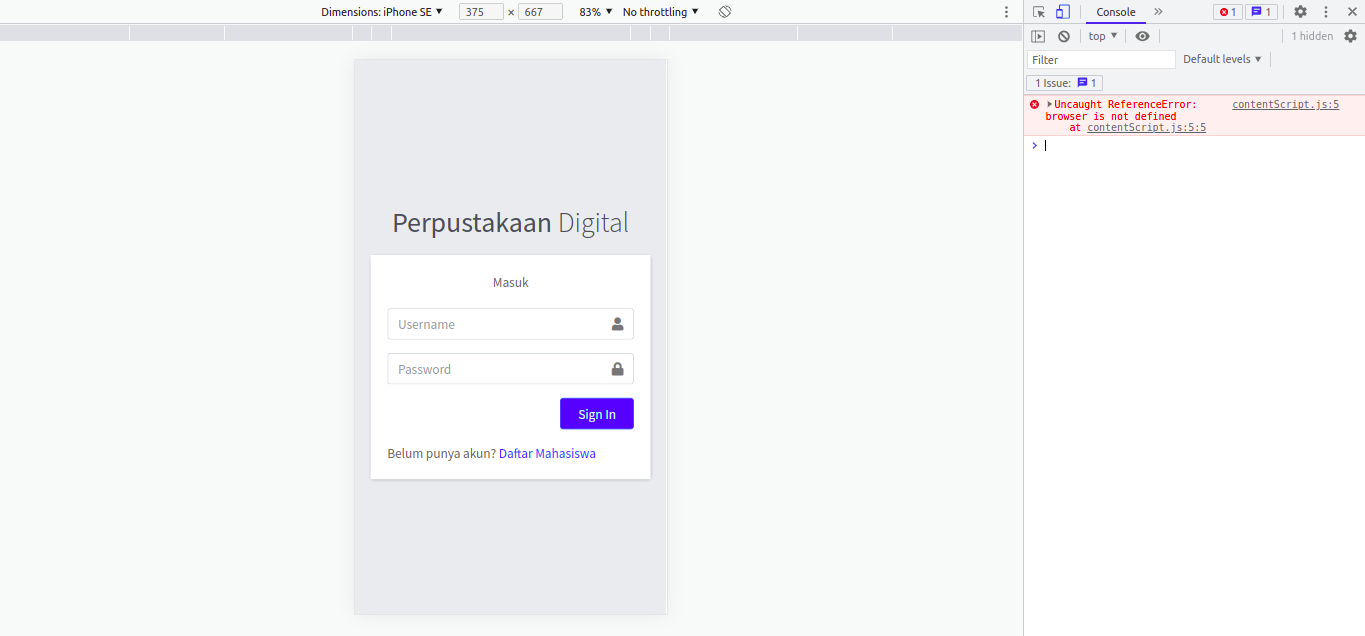 Dimensions: iPhone SE 375 × 667 83% No throttling
Console 1 1
top 1 hidden
Filter Default levels
1 Issue: 1
Uncaught ReferenceError: contentScript.js:5
browser is not defined
at contentScript.js:5:5
Perpustakaan Digital
Masuk
Username
Password
Sign In
Belum punya akun? Daftar Mahasiswa